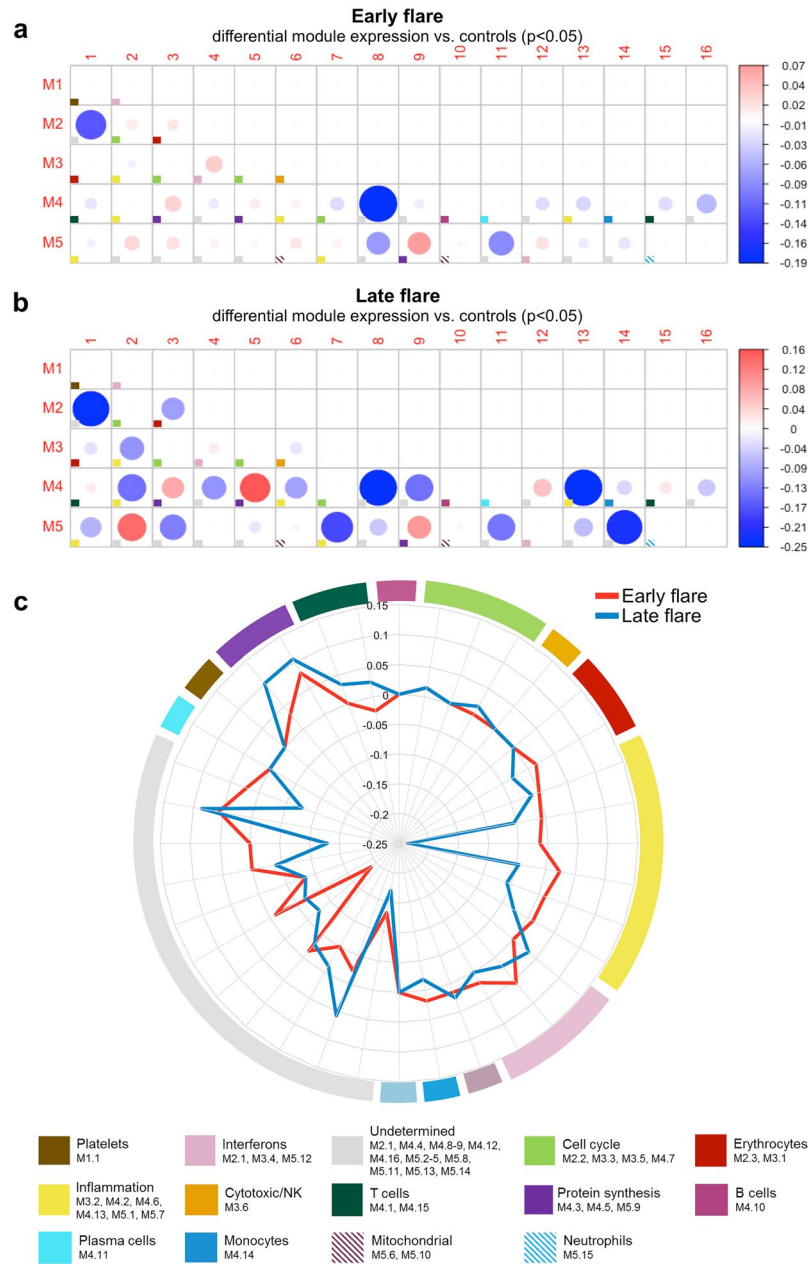 a
Early flare
differential module expression vs. controls (p<0.05)
1 2 3 4 5 6 7 8 9 10 11 12 13 14 15 16
M1
M2
M3
M4
M5
0.07
0.04
0.02
-0.01
-0.03
-0.06
-0.09
-0.11
-0.14
-0.16
-0.19
b
Late flare
differential module expression vs. controls (p<0.05)
1 2 3 4 5 6 7 8 9 10 11 12 13 14 15 16
M1
M2
M3
M4
M5
0.16
0.12
0.08
0.04
0
-0.04
-0.08
-0.13
-0.17
-0.21
-0.25
c
Early flare
Late flare
0.15
0.1
0.05
0
-0.05
-0.1
-0.15
-0.2
-0.25
Platelets
M1.1
Interferons
M2.1, M3.4, M5.12
Undetermined
M2.1, M4.4, M4.8-9, M4.12,
M4.16, M5.2-5, M5.8,
M5.11, M5.13, M5.14
Cell cycle
M2.2, M3.3, M3.5, M4.7
Erythrocytes
M2.3, M3.1
Inflammation
M3.2, M4.2, M4.6,
M4.13, M5.1, M5.7
Cytotoxic/NK
M3.6
T cells
M4.1, M4.15
Protein synthesis
M4.3, M4.5, M5.9
B cells
M4.10
Plasma cells
M4.11
Monocytes
M4.14
Mitochondrial
M5.6, M5.10
Neutrophils
M5.15